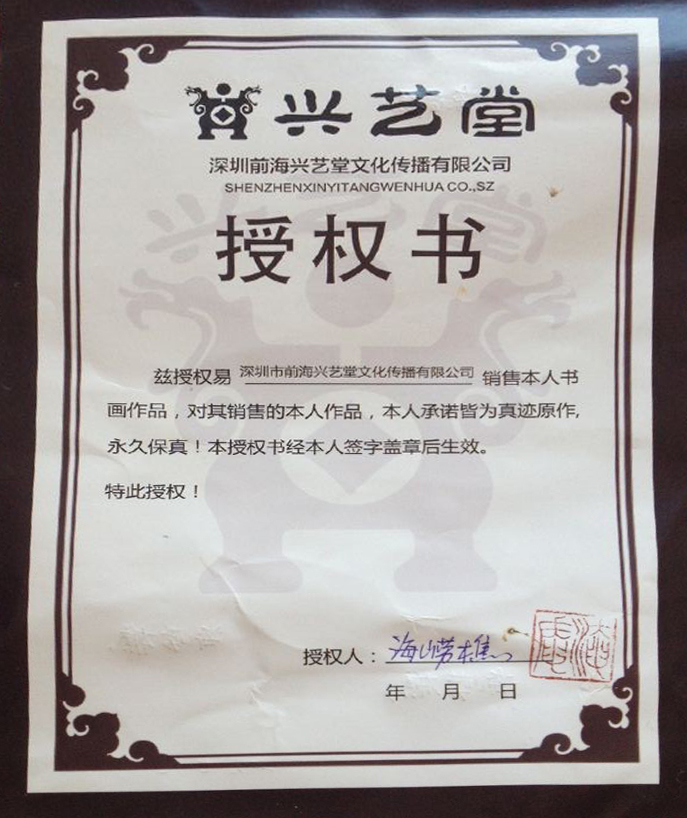 兴艺堂
深圳前海兴艺堂文化传播有限公司
SHENZHENXINYITANGWENHUA CO.,SZ
授权书
兹授权易 深圳市前海兴艺堂文化传播有限公司 销售本人书
画作品，对其销售的本人作品，本人承诺皆为真迹原作,
永久保真！本授权书经本人签字盖章后生效。
特此授权！
授权人：海山崂樵
年 月 日